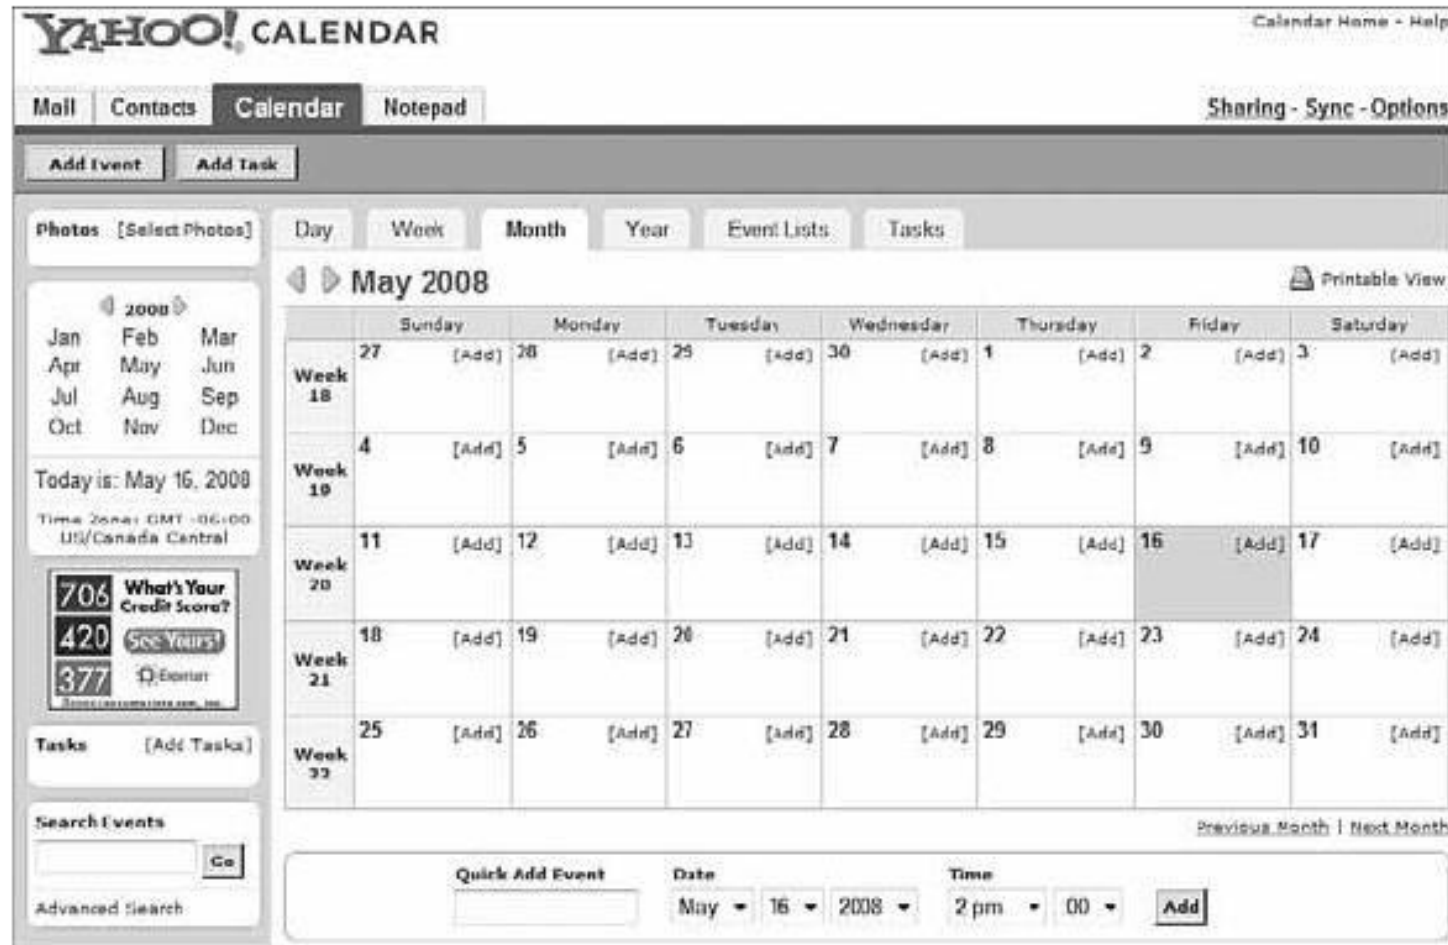 YAHOO! CALENDAR
Calendar Home - Help
Mail Contacts Calendar Notepad
Sharing - Sync - Options
Add Event Add Task
Photos [Select Photos]
Day Week Month Year Event Lists Tasks
May 2008
Printable View
2008
Jan Feb Mar
Apr May Jun
Jul Aug Sep
Oct Nov Dec
Today is: May 16, 2008
Time Zone: GMT -06:00
US/Canada Central
Sunday Monday Tuesday Wednesday Thursday Friday Saturday
Week 18
27 [Add] 28 [Add] 29 [Add] 30 [Add] 1 [Add] 2 [Add] 3 [Add]
Week 19
4 [Add] 5 [Add] 6 [Add] 7 [Add] 8 [Add] 9 [Add] 10 [Add]
Week 20
11 [Add] 12 [Add] 13 [Add] 14 [Add] 15 [Add] 16 [Add] 17 [Add]
Week 21
18 [Add] 19 [Add] 20 [Add] 21 [Add] 22 [Add] 23 [Add] 24 [Add]
Week 22
25 [Add] 26 [Add] 27 [Add] 28 [Add] 29 [Add] 30 [Add] 31 [Add]
706 What's Your
Credit Score?
420 See Yours!
377 Experian
Tasks [Add Tasks]
Search Events
Go
Advanced Search
Previous Month | Next Month
Quick Add Event Date Time
May 16 2008 2 pm 00 Add